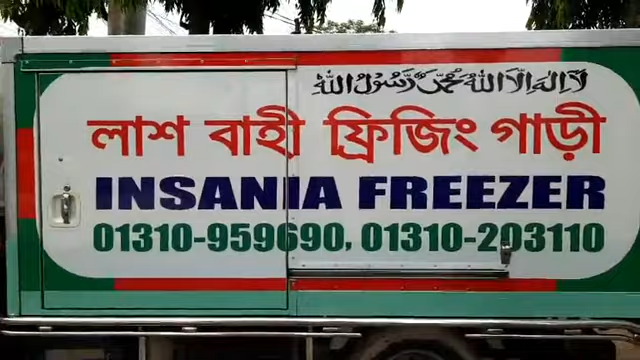 لا اله الا الله محمد رسول الله
লাশ বাহী ফ্রিজিং গাড়ী
INSANIA FREEZER
01310-959690, 01310-203110